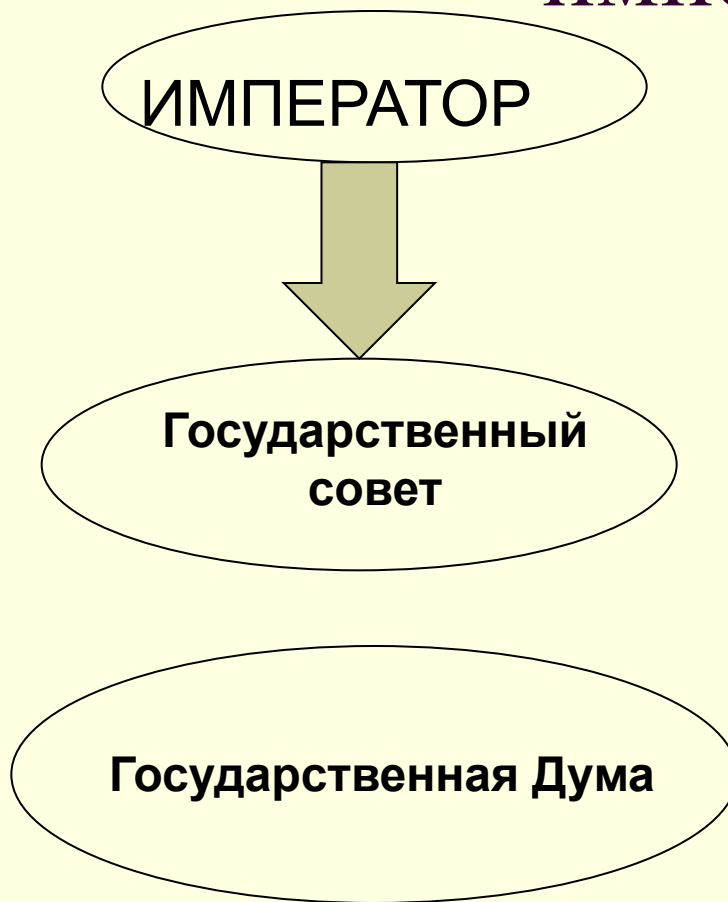 ИМПЕРАТОР
Государственный
совет
Государственная Дума